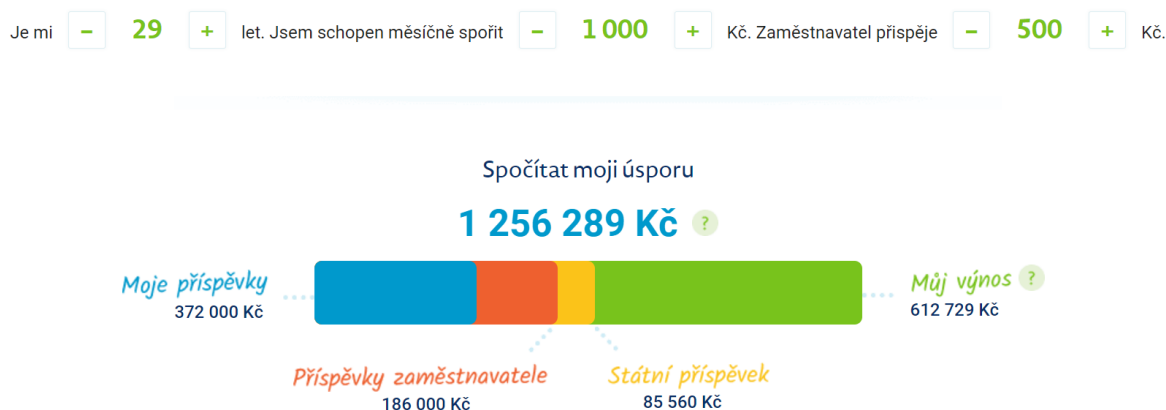 Je mi – 29 + let. Jsem schopen měsíčně spořit – 1 000 + Kč. Zaměstnavatel přispěje – 500 + Kč.
Spočítat moji úsporu
1 256 289 Kč ?
Moje příspěvky
372 000 Kč
Můj výnos ?
612 729 Kč
Příspěvky zaměstnavatele
186 000 Kč
Státní příspěvek
85 560 Kč